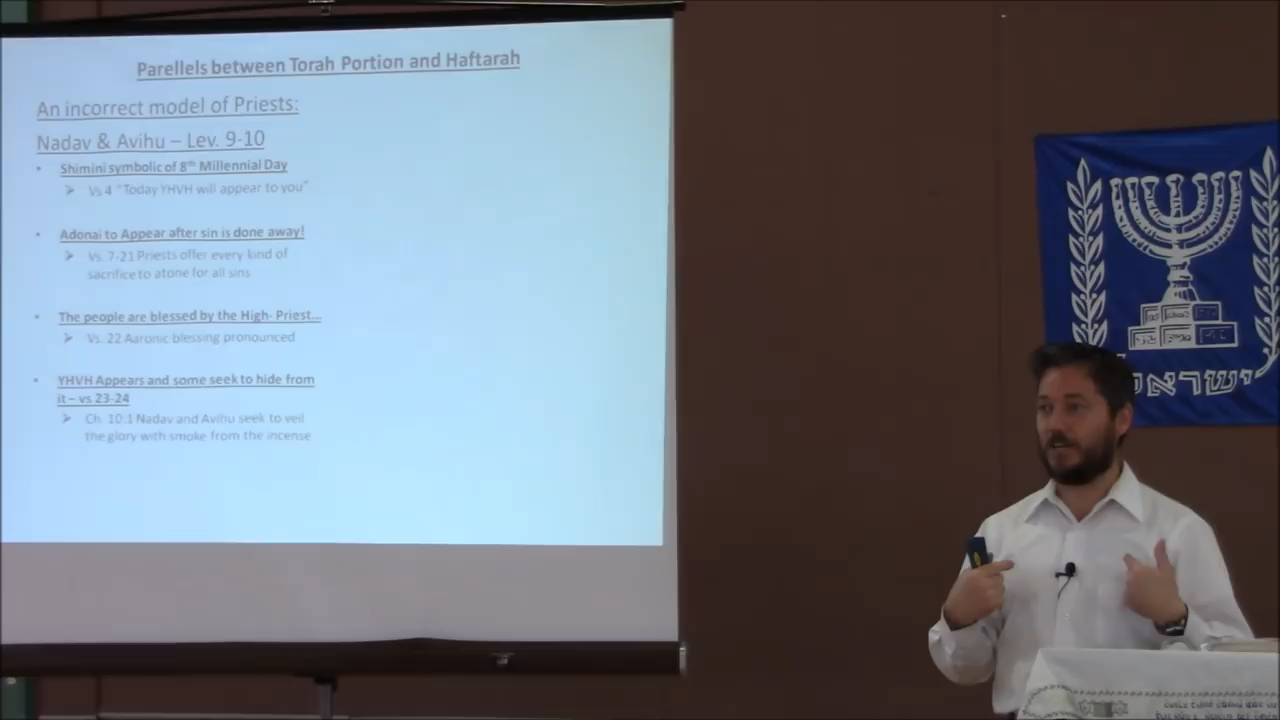 Parellels between Torah Portion and Haftarah
An incorrect model of Priests:
Nadav & Avihu – Lev. 9-10
• Shimini symbolic of 8th Millennial Day
➢ Vs 4 "Today YHVH will appear to you"
• Adonai to Appear after sin is done away!
➢ Vs. 7-21 Priests offer every kind of
sacrifice to atone for all sins
• The people are blessed by the High- Priest...
➢ Vs. 22 Aaronic blessing pronounced
• YHVH Appears and some seek to hide from
it – vs 23-24
➢ Ch. 10:1 Nadav and Avihu seek to veil
the glory with smoke from the incense
ישראל